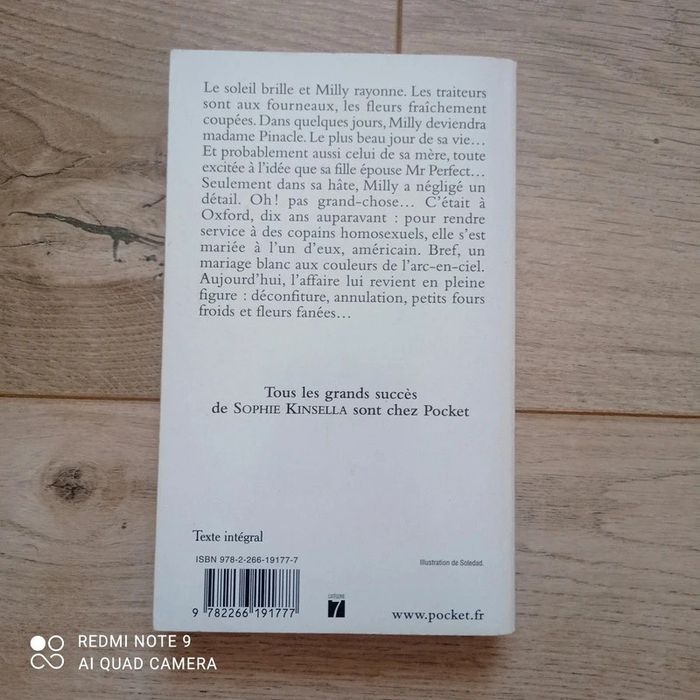 Le soleil brille et Milly rayonne. Les traiteurs
sont aux fourneaux, les fleurs fraîchement
coupées. Dans quelques jours, Milly deviendra
madame Pinacle. Le plus beau jour de sa vie…
Et probablement aussi celui de sa mère, toute
excitée à l'idée que sa fille épouse Mr Perfect…
Seulement dans sa hâte, Milly a négligé un
détail. Oh ! pas grand-chose… C'était à
Oxford, dix ans auparavant : pour rendre
service à des copains homosexuels, elle s'est
mariée à l'un d'eux, américain. Bref, un
mariage blanc aux couleurs de l'arc-en-ciel.
Aujourd'hui, l'affaire lui revient en pleine
figure : déconfiture, annulation, petits fours
froids et fleurs fanées…
Tous les grands succès
de SOPHIE KINSELLA sont chez Pocket
Texte intégral
ISBN 978-2-266-19177-7
Illustration de Soledad.
9 782266 191777
CATÉGORIE
7
www.pocket.fr
REDMI NOTE 9
AI QUAD CAMERA